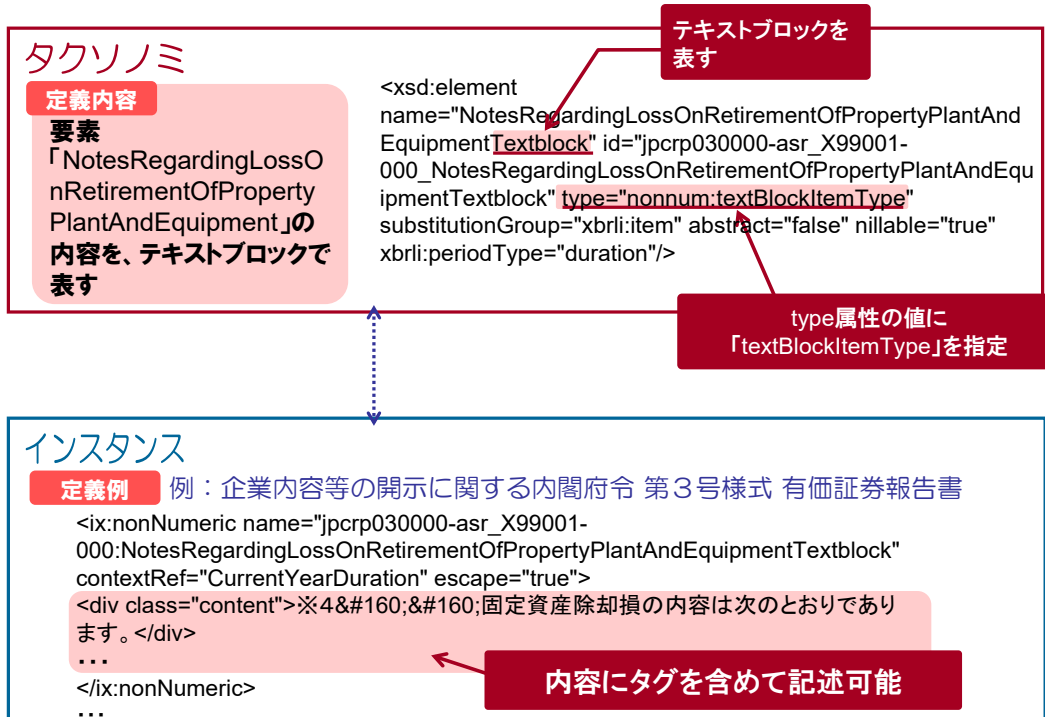 テキストブロックを
表す
タクソノミ
定義内容
要素
「NotesRegardingLossO
nRetirementOfProperty
PlantAndEquipment」の
内容を、テキストブロックで
表す
<xsd:element
name="NotesRegardingLossOnRetirementOfPropertyPlantAnd
EquipmentTextblock" id="jpcrp030000-asr_X99001-
000_NotesRegardingLossOnRetirementOfPropertyPlantAndEqu
ipmentTextblock" type="nonnum:textBlockItemType"
substitutionGroup="xbrli:item" abstract="false" nillable="true"
xbrli:periodType="duration"/>
type属性の値に
「textBlockItemType」を指定
インスタンス
定義例
例：企業内容等の開示に関する内閣府令 第３号様式 有価証券報告書
<ix:nonNumeric name="jpcrp030000-asr_X99001-
000:NotesRegardingLossOnRetirementOfPropertyPlantAndEquipmentTextblock"
contextRef="CurrentYearDuration" escape="true">
<div class="content">※４&#160;&#160;固定資産除却損の内容は次のとおりであり
ます。</div>
･･･
</ix:nonNumeric>
･･･
内容にタグを含めて記述可能